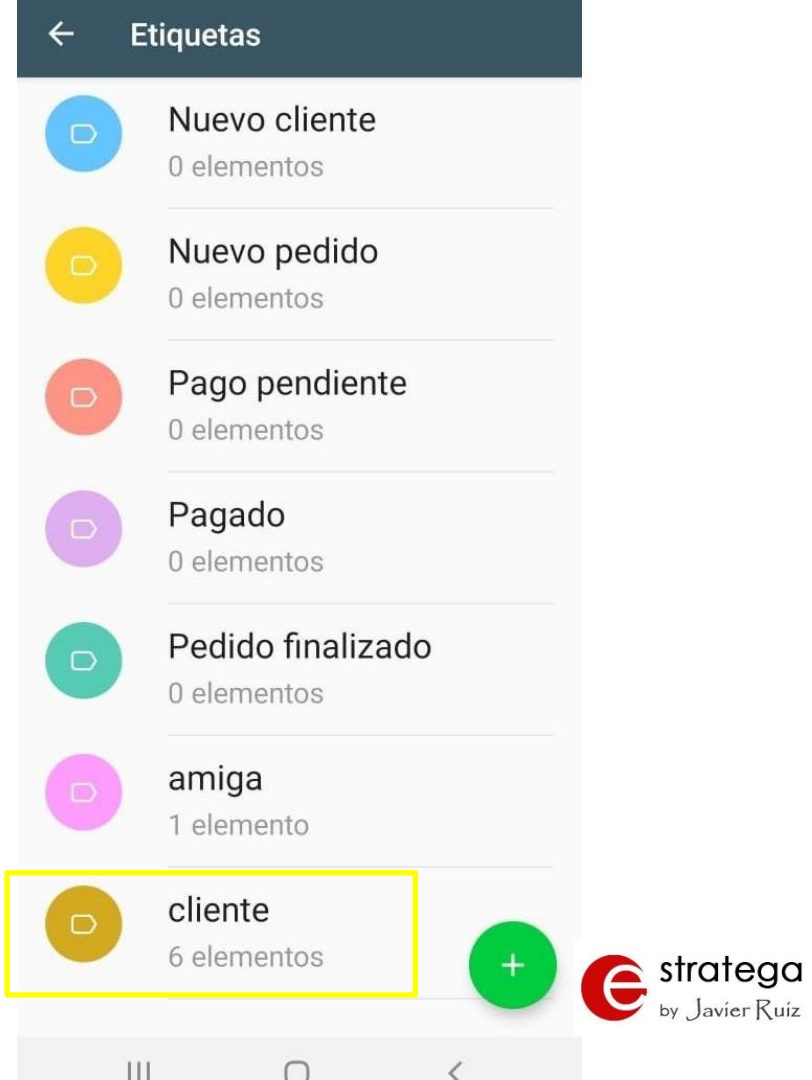 Etiquetas
Nuevo cliente
0 elementos
Nuevo pedido
0 elementos
Pago pendiente
0 elementos
Pagado
0 elementos
Pedido finalizado
0 elementos
amiga
1 elemento
cliente
6 elementos
e stratega
by Javier Ruiz